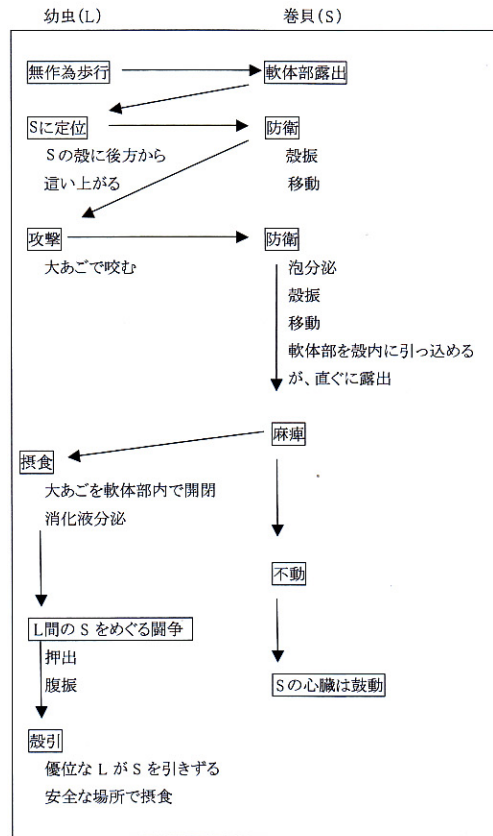 幼虫(L)
巻貝(S)
無作為歩行
軟体部露出
Sに定位
防衛
Sの殻に後方から
這い上がる
殻振
移動
攻撃
防衛
大あごで咬む
泡分泌
殻振
移動
軟体部を殻内に引っ込める
が、直ぐに露出
麻痺
摂食
大あごを軟体部内で開閉
消化液分泌
不動
L間のSをめぐる闘争
押出
腹振
Sの心臓は鼓動
殻引
優位なLがSを引きずる
安全な場所で摂食